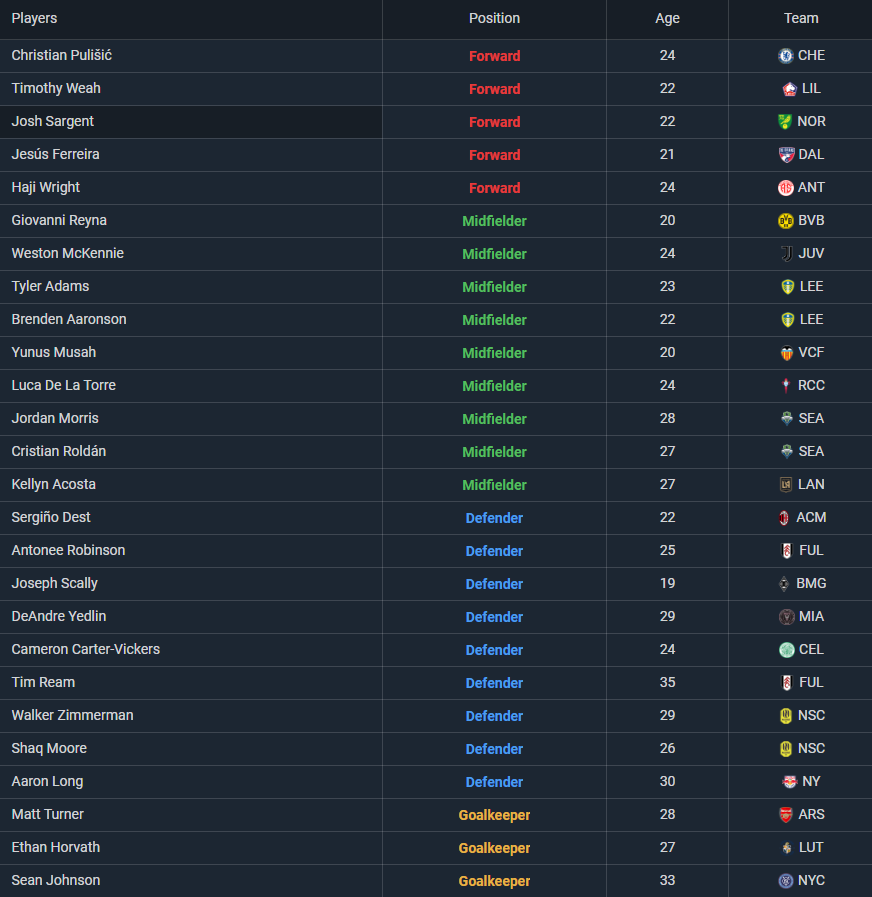 Players Position Age Team
Christian Pulišić Forward 24 CHE
Timothy Weah Forward 22 LIL
Josh Sargent Forward 22 NOR
Jesús Ferreira Forward 21 DAL
Haji Wright Forward 24 ANT
Giovanni Reyna Midfielder 20 BVB
Weston McKennie Midfielder 24 JUV
Tyler Adams Midfielder 23 LEE
Brenden Aaronson Midfielder 22 LEE
Yunus Musah Midfielder 20 VCF
Luca De La Torre Midfielder 24 RCC
Jordan Morris Midfielder 28 SEA
Cristian Roldán Midfielder 27 SEA
Kellyn Acosta Midfielder 27 LAN
Sergiño Dest Defender 22 ACM
Antonee Robinson Defender 25 FUL
Joseph Scally Defender 19 BMG
DeAndre Yedlin Defender 29 MIA
Cameron Carter-Vickers Defender 24 CEL
Tim Ream Defender 35 FUL
Walker Zimmerman Defender 29 NSC
Shaq Moore Defender 26 NSC
Aaron Long Defender 30 NY
Matt Turner Goalkeeper 28 ARS
Ethan Horvath Goalkeeper 27 LUT
Sean Johnson Goalkeeper 33 NYC